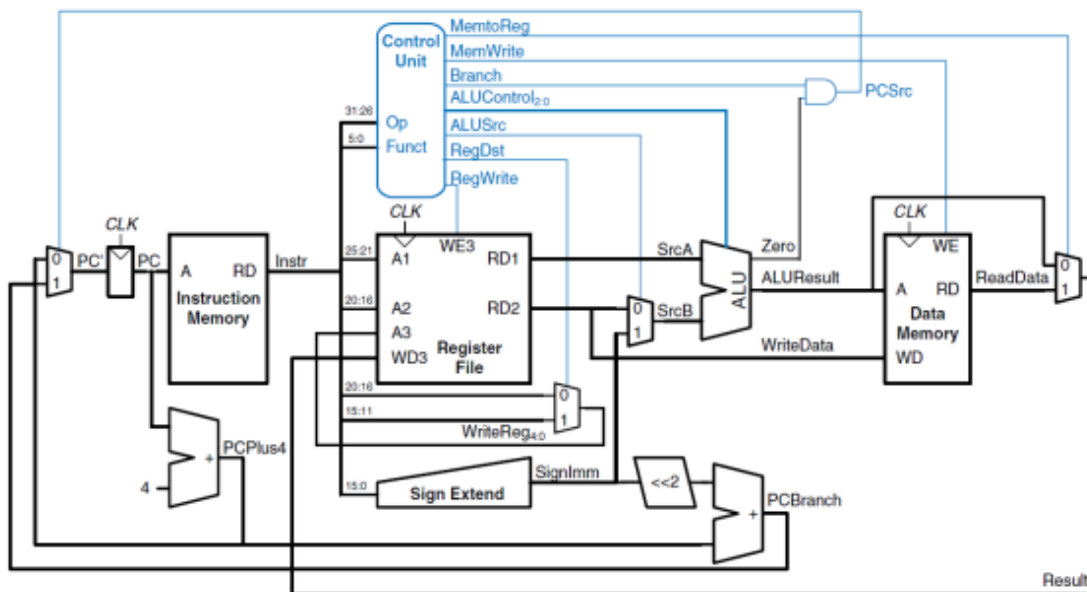 MemtoReg
Control
Unit
MemWrite
Branch
ALUControl2:0
PCSrc
31:26
Op
ALUSrc
5:0
Funct
RegDst
RegWrite
CLK
CLK
CLK
WE3
WE
0
1
PC'
PC
A
RD
Instr
Instruction
Memory
25:21
A1
RD1
SrcA
Zero
ALU
ALUResult
A
RD
ReadData
0
1
Data
Memory
20:16
A2
RD2
0
1
SrcB
A3
WD3
Register
File
WriteData
WD
20:16
0
15:11
1
WriteReg4:0
PCPlus4
+
4
15:0
Sign Extend
SignImm
<<2
+
PCBranch
Result